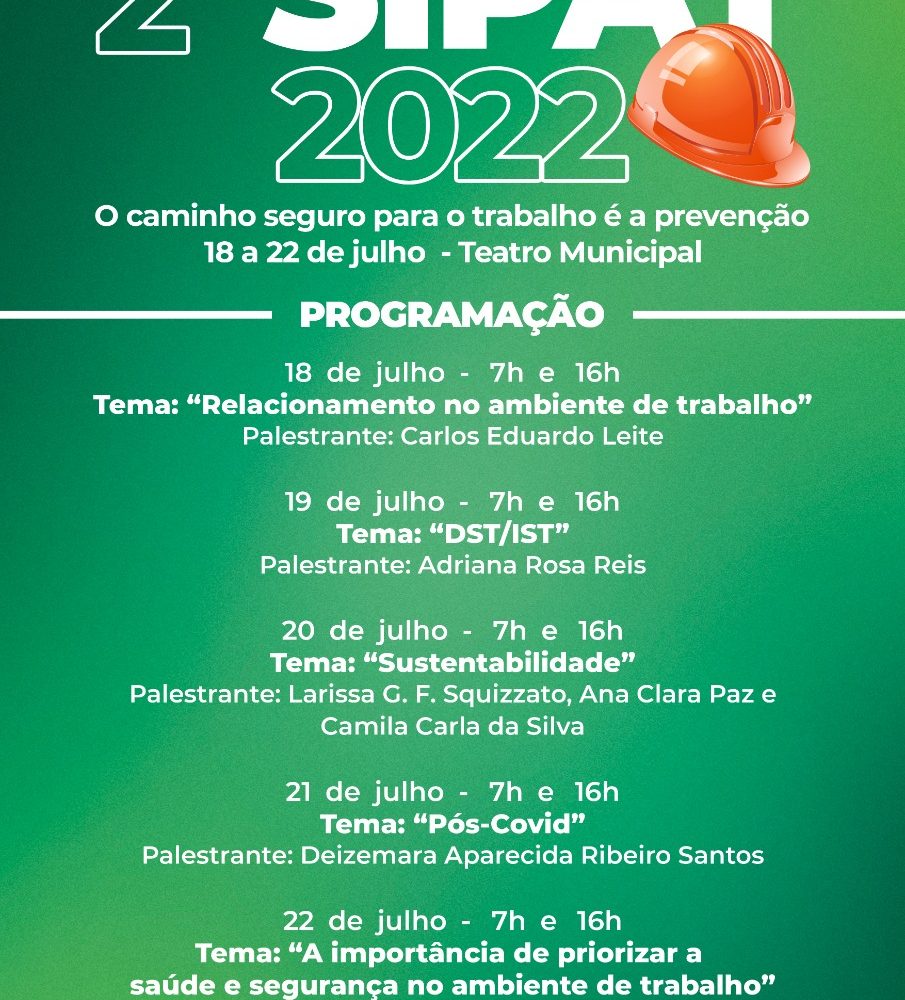 2ª SIPAT
2022
O caminho seguro para o trabalho é a prevenção
18 a 22 de julho - Teatro Municipal
PROGRAMAÇÃO
18 de julho - 7h e 16h
Tema: “Relacionamento no ambiente de trabalho”
Palestrante: Carlos Eduardo Leite
19 de julho - 7h e 16h
Tema: “DST/IST”
Palestrante: Adriana Rosa Reis
20 de julho - 7h e 16h
Tema: “Sustentabilidade”
Palestrante: Larissa G. F. Squizzato, Ana Clara Paz e
Camila Carla da Silva
21 de julho - 7h e 16h
Tema: “Pós-Covid”
Palestrante: Deizemara Aparecida Ribeiro Santos
22 de julho - 7h e 16h
Tema: “A importância de priorizar a
saúde e segurança no ambiente de trabalho”